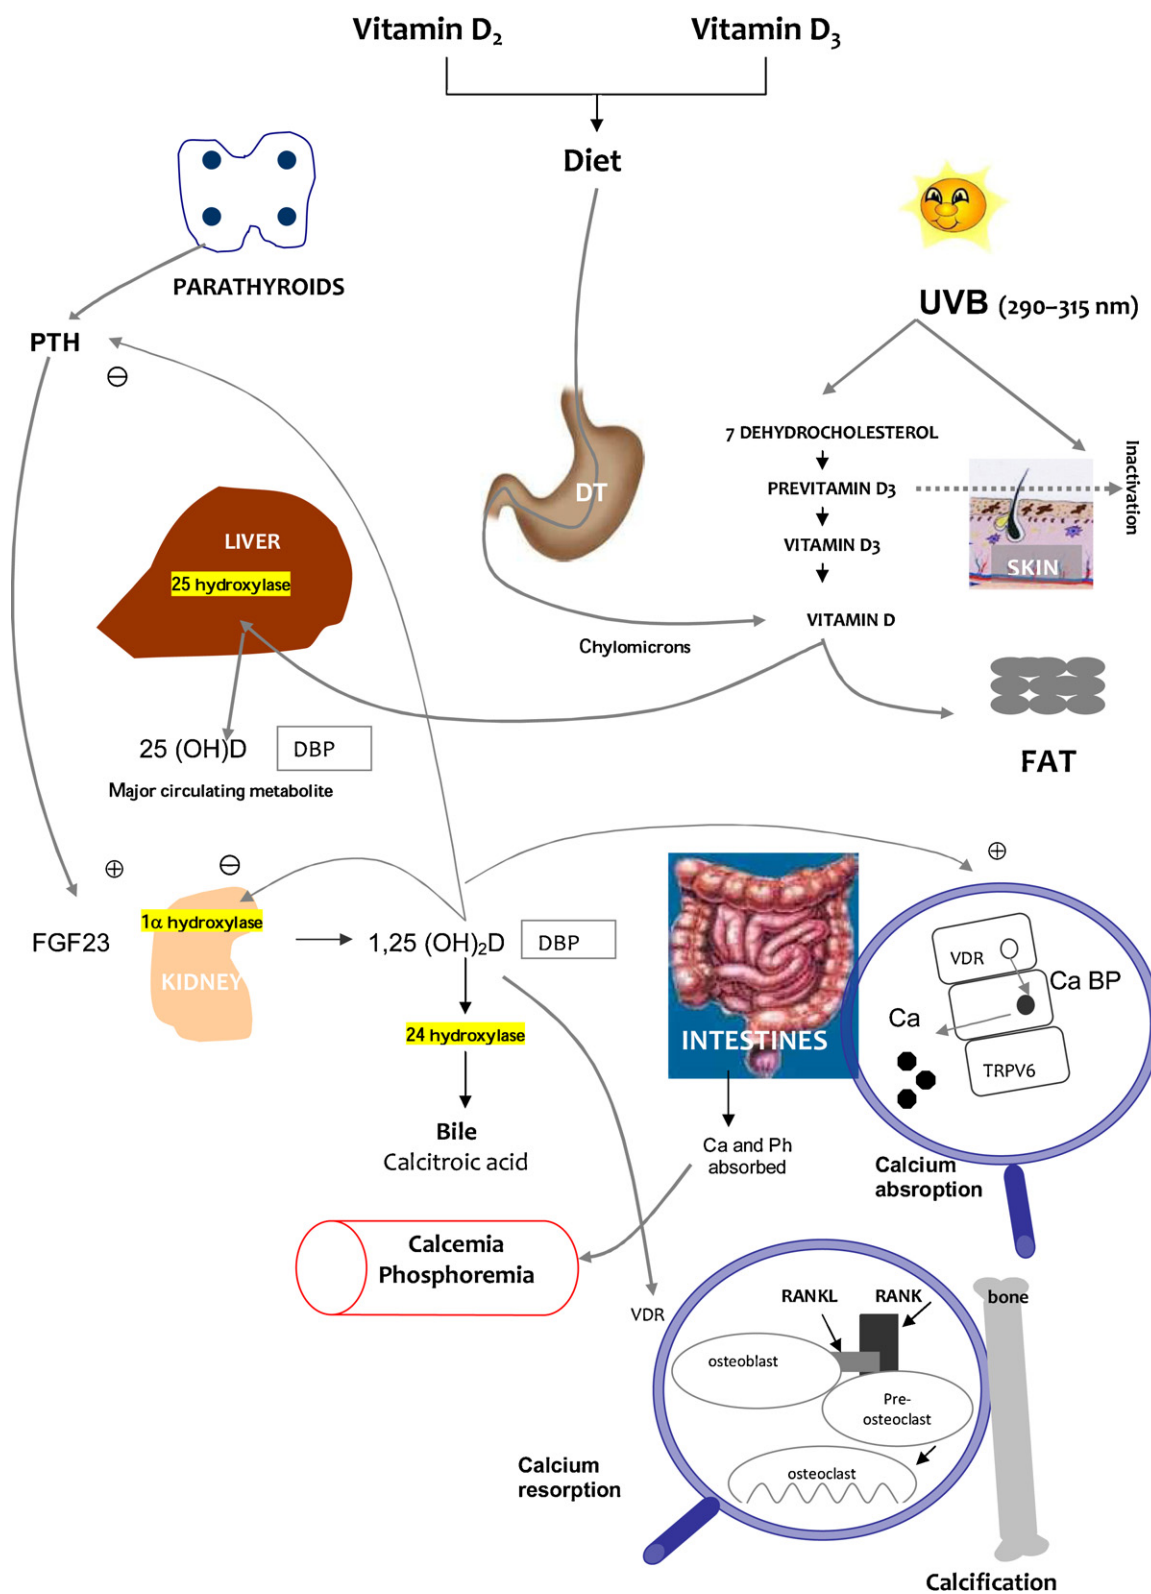 Vitamin D₂
Vitamin D₃
Diet
PARATHYROIDS
UVB (290–315 nm)
PTH
⊖
7 DEHYDROCHOLESTEROL
Inactivation
DT
PREVITAMIN D3
LIVER
VITAMIN D3
SKIN
25 hydroxylase
VITAMIN D
Chylomicrons
25 (OH)D
DBP
FAT
Major circulating metabolite
⊕
⊖
⊕
1α hydroxylase
FGF23
1,25 (OH)₂D
DBP
VDR
Ca BP
KIDNEY
Ca
24 hydroxylase
INTESTINES
TRPV6
Bile
Calcitroic acid
Ca and Ph
absorbed
Calcium
absroption
Calcemia
Phosphoremia
VDR
RANKL
RANK
bone
osteoblast
Pre-
osteoclast
Calcium
resorption
osteoclast
Calcification